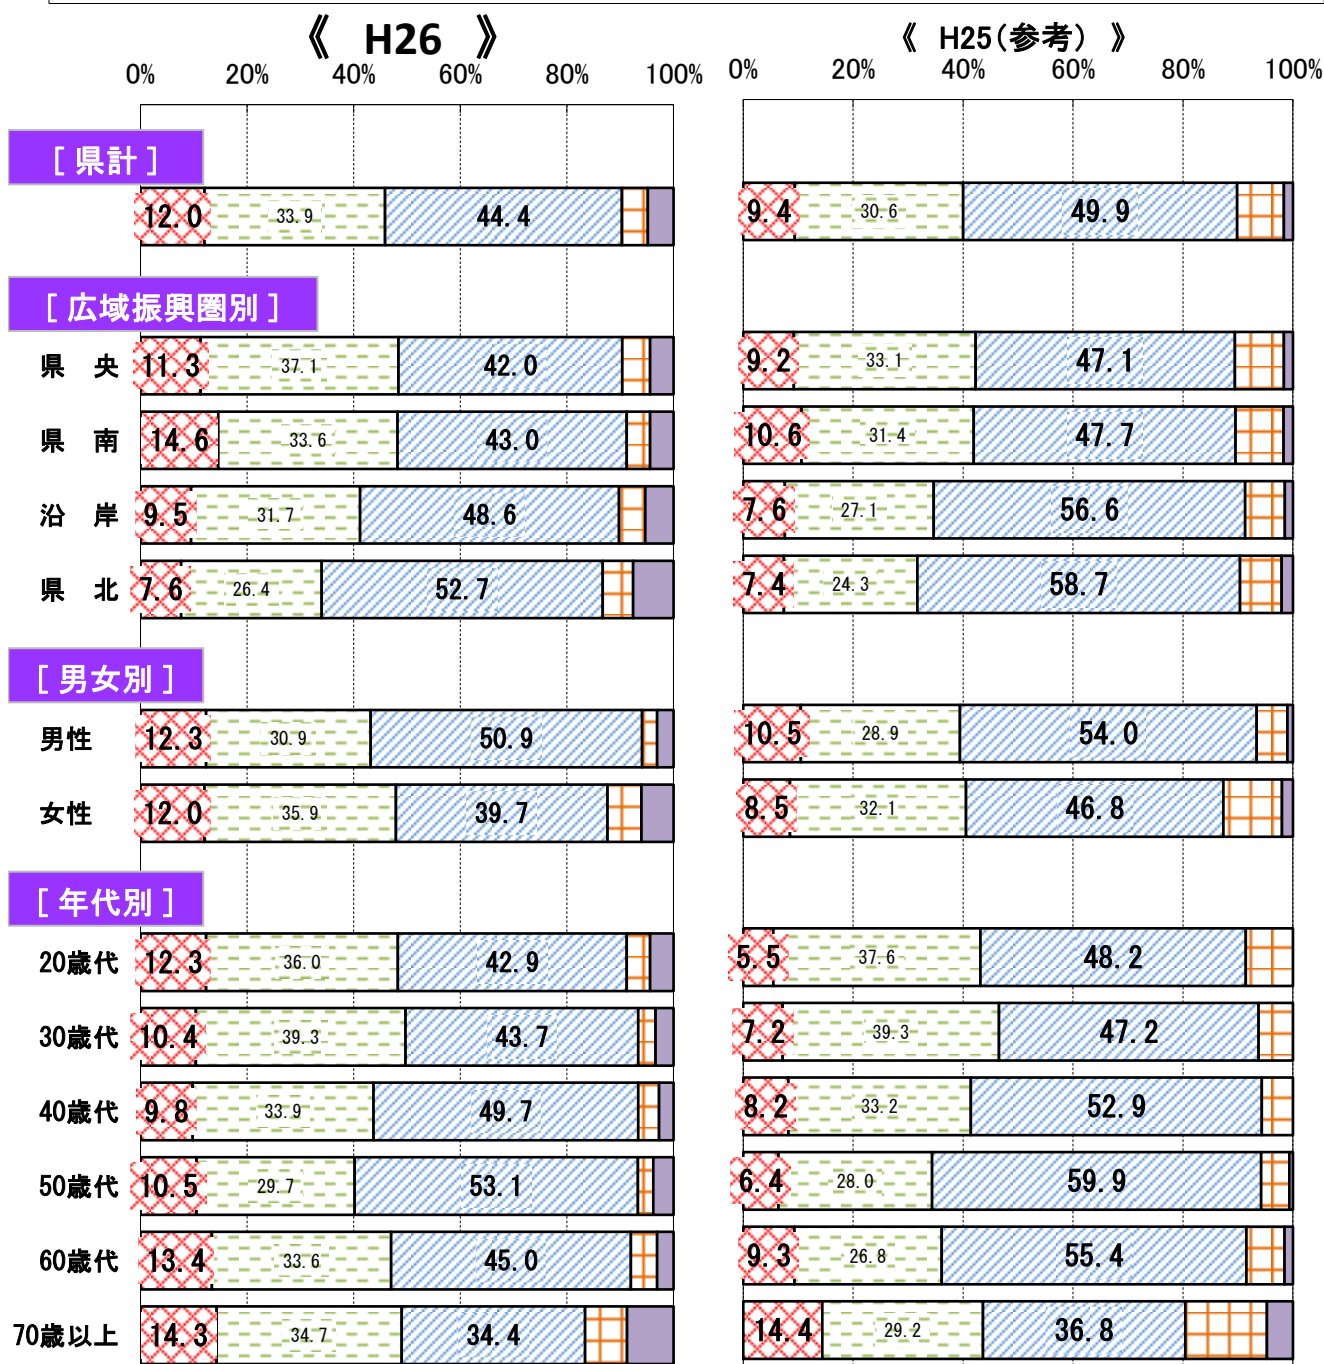 《 H26 》 《 H25(参考) 》
0% 20% 40% 60% 80% 100% 0% 20% 40% 60% 80% 100%
[ 県計 ]
12.0 33.9 44.4 9.4 30.6 49.9
[ 広域振興圏別 ]
県 央 11.3 37.1 42.0 9.2 33.1 47.1
県 南 14.6 33.6 43.0 10.6 31.4 47.7
沿 岸 9.5 31.7 48.6 7.6 27.1 56.6
県 北 7.6 26.4 52.7 7.4 24.3 58.7
[ 男女別 ]
男性 12.3 30.9 50.9 10.5 28.9 54.0
女性 12.0 35.9 39.7 8.5 32.1 46.8
[ 年代別 ]
20歳代 12.3 36.0 42.9 5.5 37.6 48.2
30歳代 10.4 39.3 43.7 7.2 39.3 47.2
40歳代 9.8 33.9 49.7 8.2 33.2 52.9
50歳代 10.5 29.7 53.1 6.4 28.0 59.9
60歳代 13.4 33.6 45.0 9.3 26.8 55.4
70歳以上 14.3 34.7 34.4 14.4 29.2 36.8